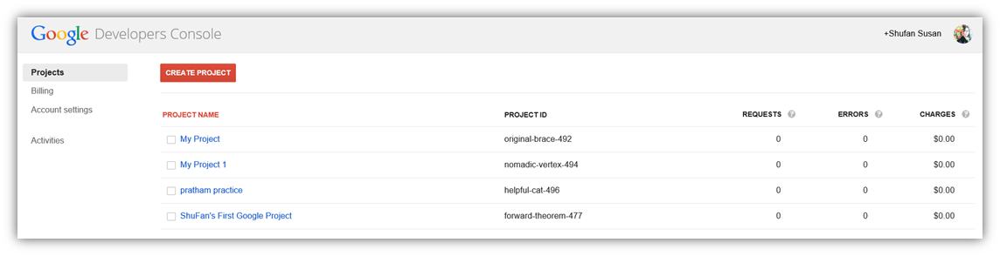 Google Developers Console
+Shufan Susan
Projects
Billing
Account settings
Activities
CREATE PROJECT
PROJECT NAME PROJECT ID REQUESTS ? ERRORS ? CHARGES ?
My Project original-brace-492 0 0 $0.00
My Project 1 nomadic-vertex-494 0 0 $0.00
pratham practice helpful-cat-496 0 0 $0.00
ShuFan's First Google Project forward-theorem-477 0 0 $0.00